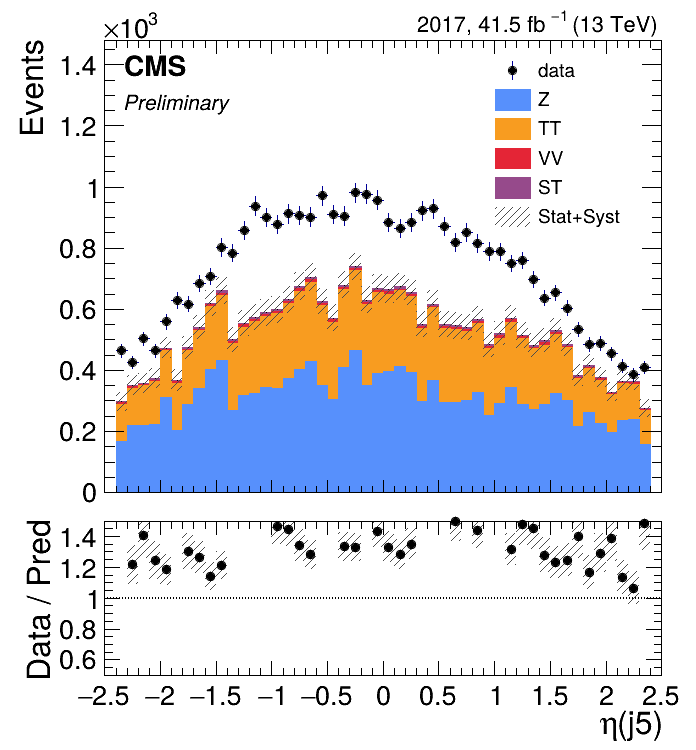 ×10³ 2017, 41.5 fb⁻¹ (13 TeV)
Events
CMS
Preliminary
data
Z
TT
VV
ST
Stat+Syst
1.4
1.2
1
0.8
0.6
0.4
0.2
0
Data / Pred
1.4
1.2
1
0.8
0.6
−2.5 −2 −1.5 −1 −0.5 0 0.5 1 1.5 2 2.5
η(j5)